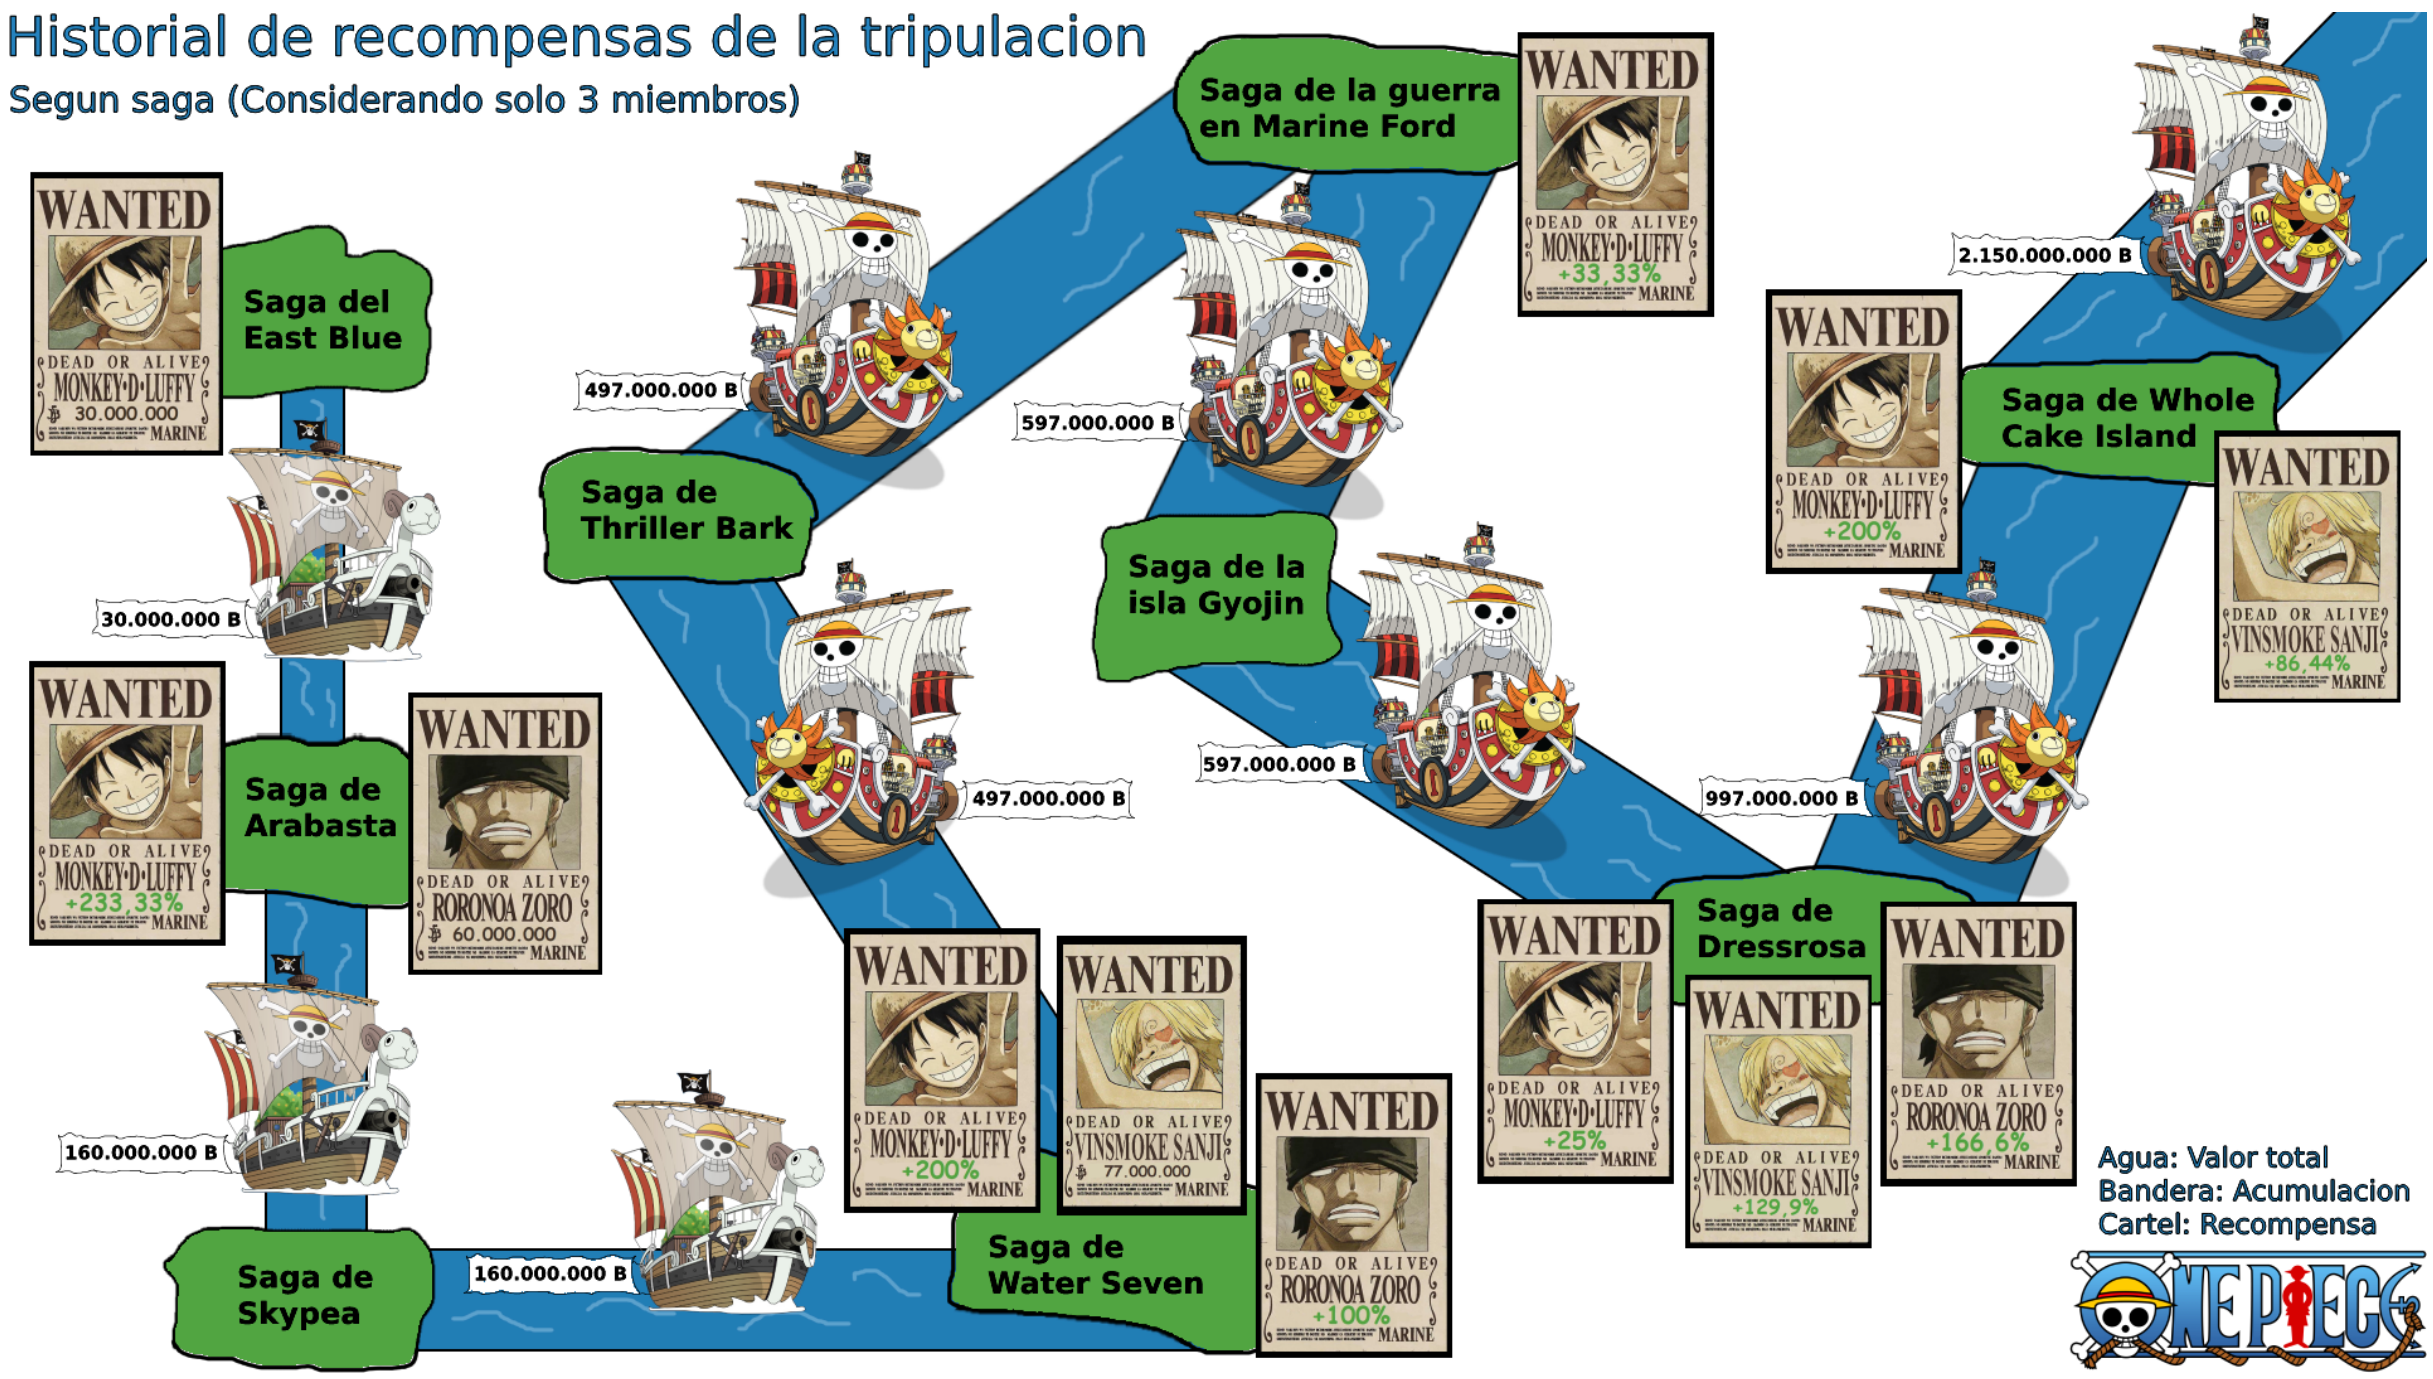 Historial de recompensas de la tripulacion
Segun saga (Considerando solo 3 miembros)
WANTED
DEAD OR ALIVE
MONKEY·D·LUFFY
30.000.000
MARINE
Saga del
East Blue
30.000.000 B
WANTED
DEAD OR ALIVE
MONKEY·D·LUFFY
+233,33%
MARINE
Saga de
Arabasta
WANTED
DEAD OR ALIVE
RORONOA ZORO
60.000.000
MARINE
160.000.000 B
Saga de
Skypea
160.000.000 B
Saga de
Water Seven
WANTED
DEAD OR ALIVE
MONKEY·D·LUFFY
+200%
MARINE
WANTED
DEAD OR ALIVE
VINSMOKE SANJI
77.000.000
MARINE
WANTED
DEAD OR ALIVE
RORONOA ZORO
+100%
MARINE
497.000.000 B
Saga de
Thriller Bark
497.000.000 B
Saga de la guerra
en Marine Ford
WANTED
DEAD OR ALIVE
MONKEY·D·LUFFY
+33,33%
MARINE
597.000.000 B
Saga de la
isla Gyojin
597.000.000 B
Saga de
Dressrosa
WANTED
DEAD OR ALIVE
MONKEY·D·LUFFY
+25%
MARINE
WANTED
DEAD OR ALIVE
VINSMOKE SANJI
+129,9%
MARINE
WANTED
DEAD OR ALIVE
RORONOA ZORO
+166,6%
MARINE
997.000.000 B
Saga de Whole
Cake Island
WANTED
DEAD OR ALIVE
MONKEY·D·LUFFY
+200%
MARINE
WANTED
DEAD OR ALIVE
VINSMOKE SANJI
+86,44%
MARINE
2.150.000.000 B
Agua: Valor total
Bandera: Acumulacion
Cartel: Recompensa
ONE PIECE